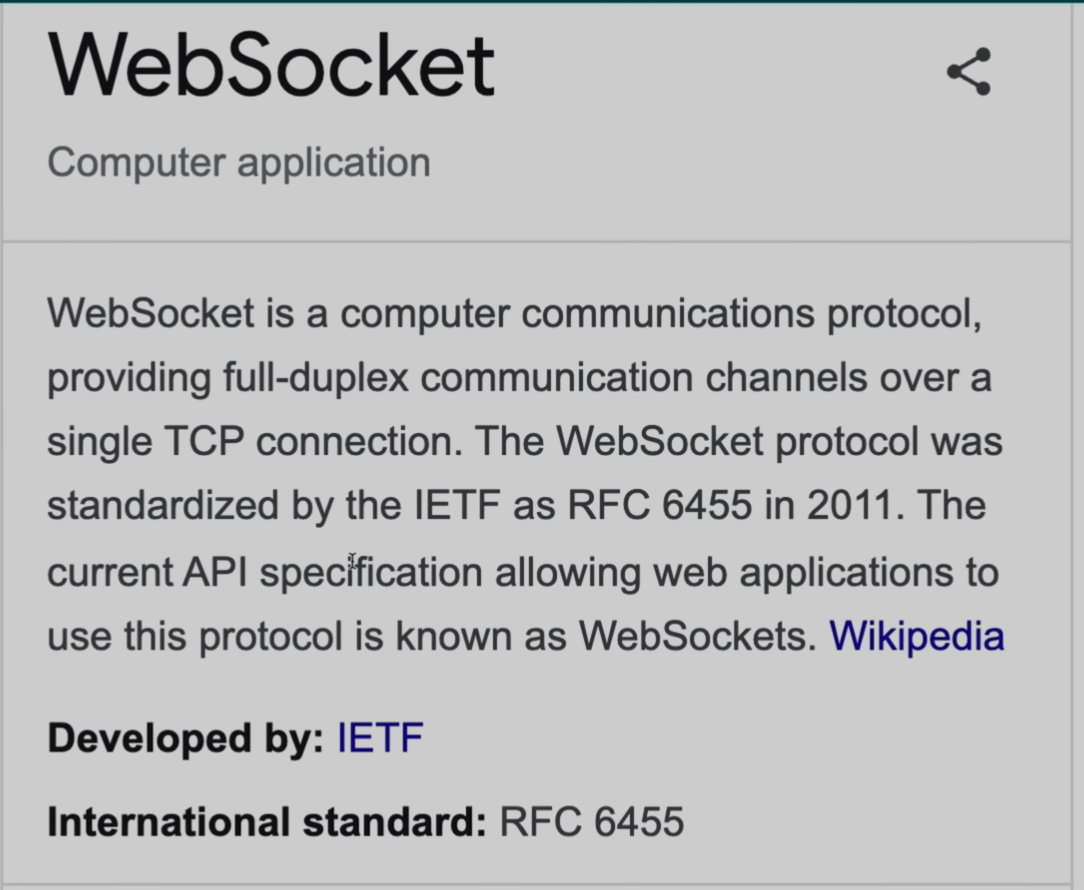 WebSocket
Computer application
WebSocket is a computer communications protocol,
providing full-duplex communication channels over a
single TCP connection. The WebSocket protocol was
standardized by the IETF as RFC 6455 in 2011. The
current API specification allowing web applications to
use this protocol is known as WebSockets. Wikipedia
Developed by: IETF
International standard: RFC 6455